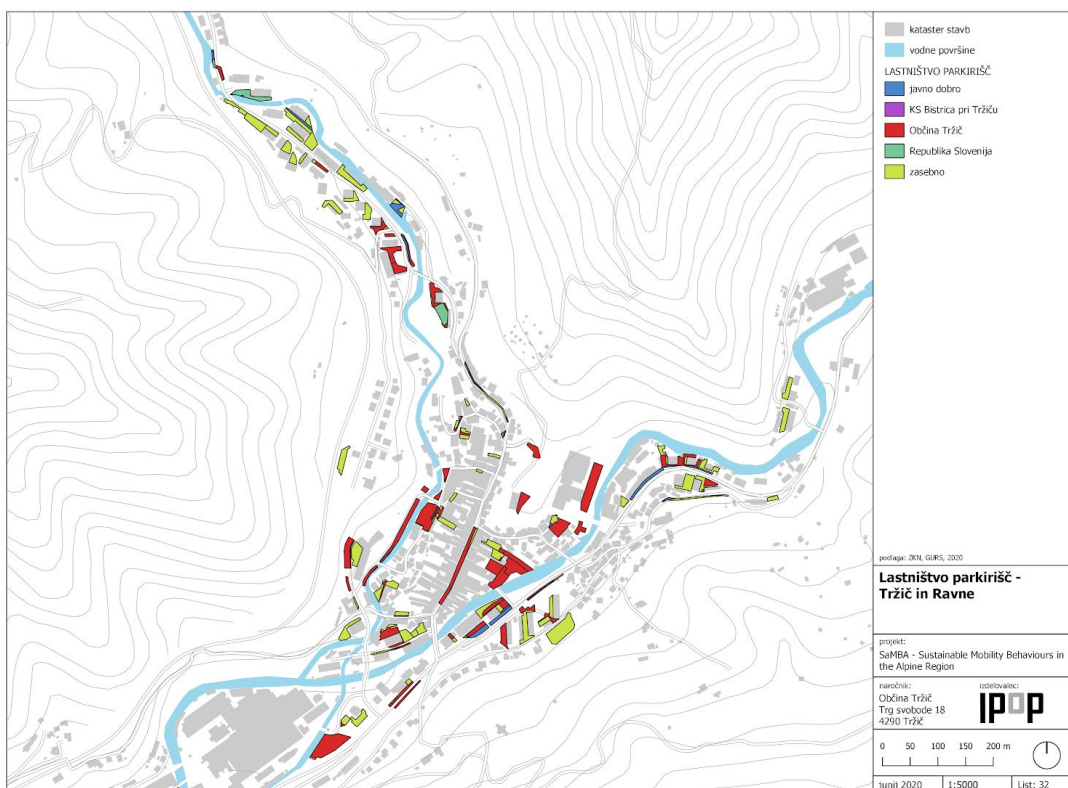 kataster stavb
vodne površine
LASTNIŠTVO PARKIRIŠČ
javno dobro
KS Bistrica pri Tržiču
Občina Tržič
Republika Slovenija
zasebno
podlaga: ZKN, GURS, 2020
Lastništvo parkirišč -
Tržič in Ravne
projekt:
SaMBA - Sustainable Mobility Behaviours in
the Alpine Region
naročnik:
Občina Tržič
Trg svobode 18
4290 Tržič
izdelovalec:
IPOP
0 50 100 150 200 m
junij 2020 1:5000 List: 32